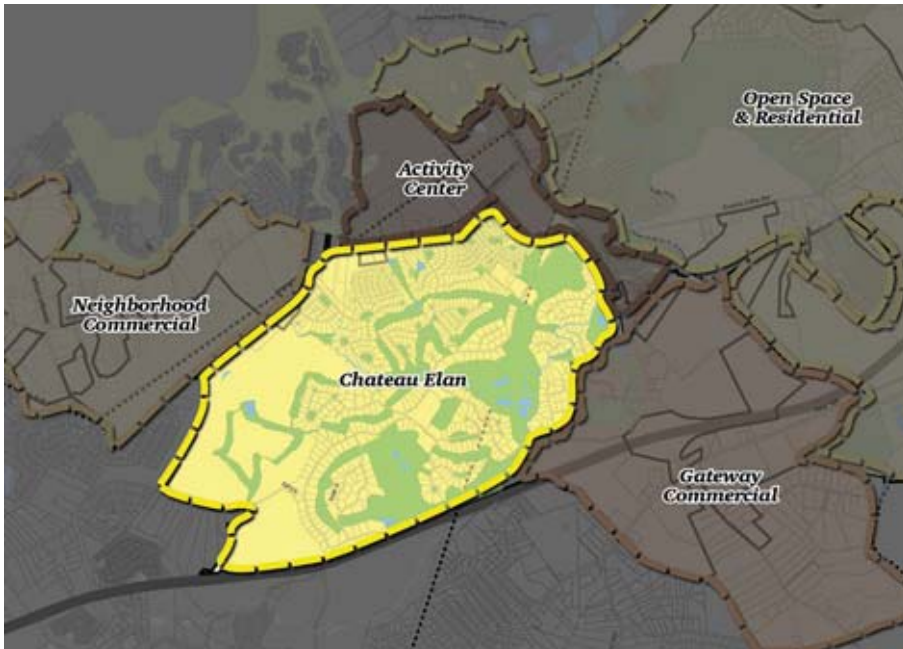 Open Space
& Residential
Activity
Center
Neighborhood
Commercial
Chateau Elan
Gateway
Commercial